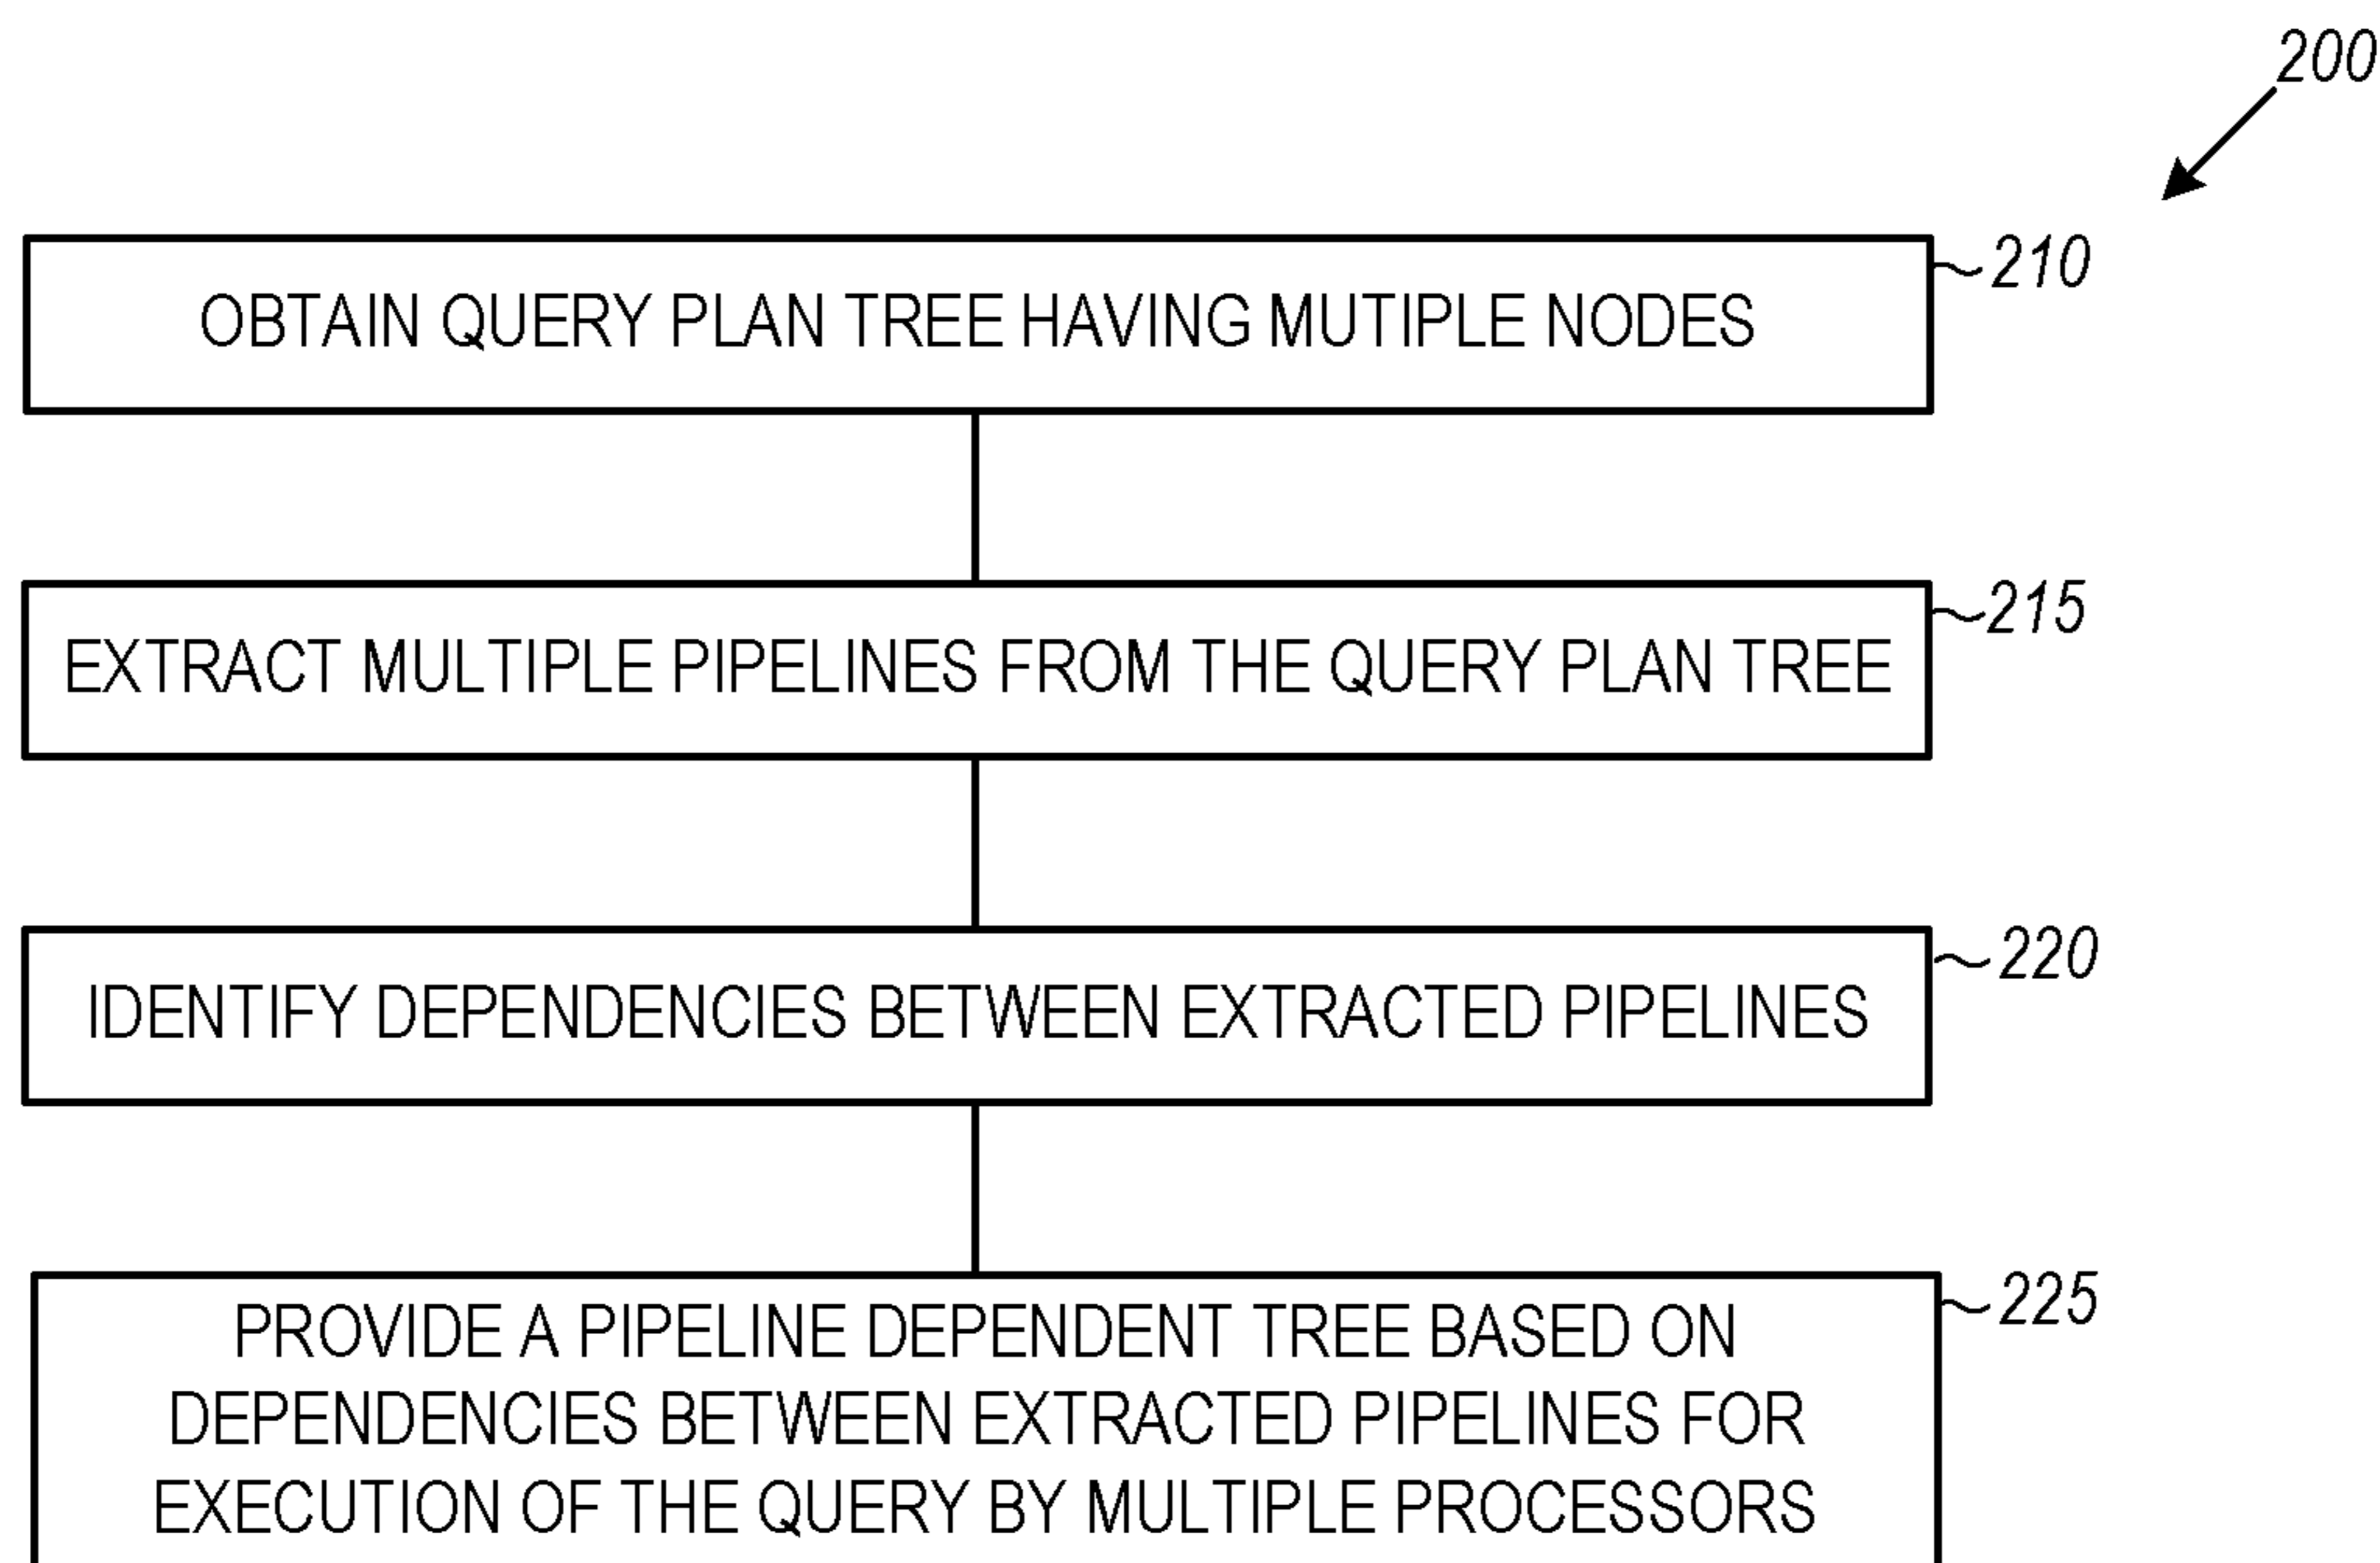 200
210
OBTAIN QUERY PLAN TREE HAVING MUTIPLE NODES
215
EXTRACT MULTIPLE PIPELINES FROM THE QUERY PLAN TREE
220
IDENTIFY DEPENDENCIES BETWEEN EXTRACTED PIPELINES
225
PROVIDE A PIPELINE DEPENDENT TREE BASED ON
DEPENDENCIES BETWEEN EXTRACTED PIPELINES FOR
EXECUTION OF THE QUERY BY MULTIPLE PROCESSORS